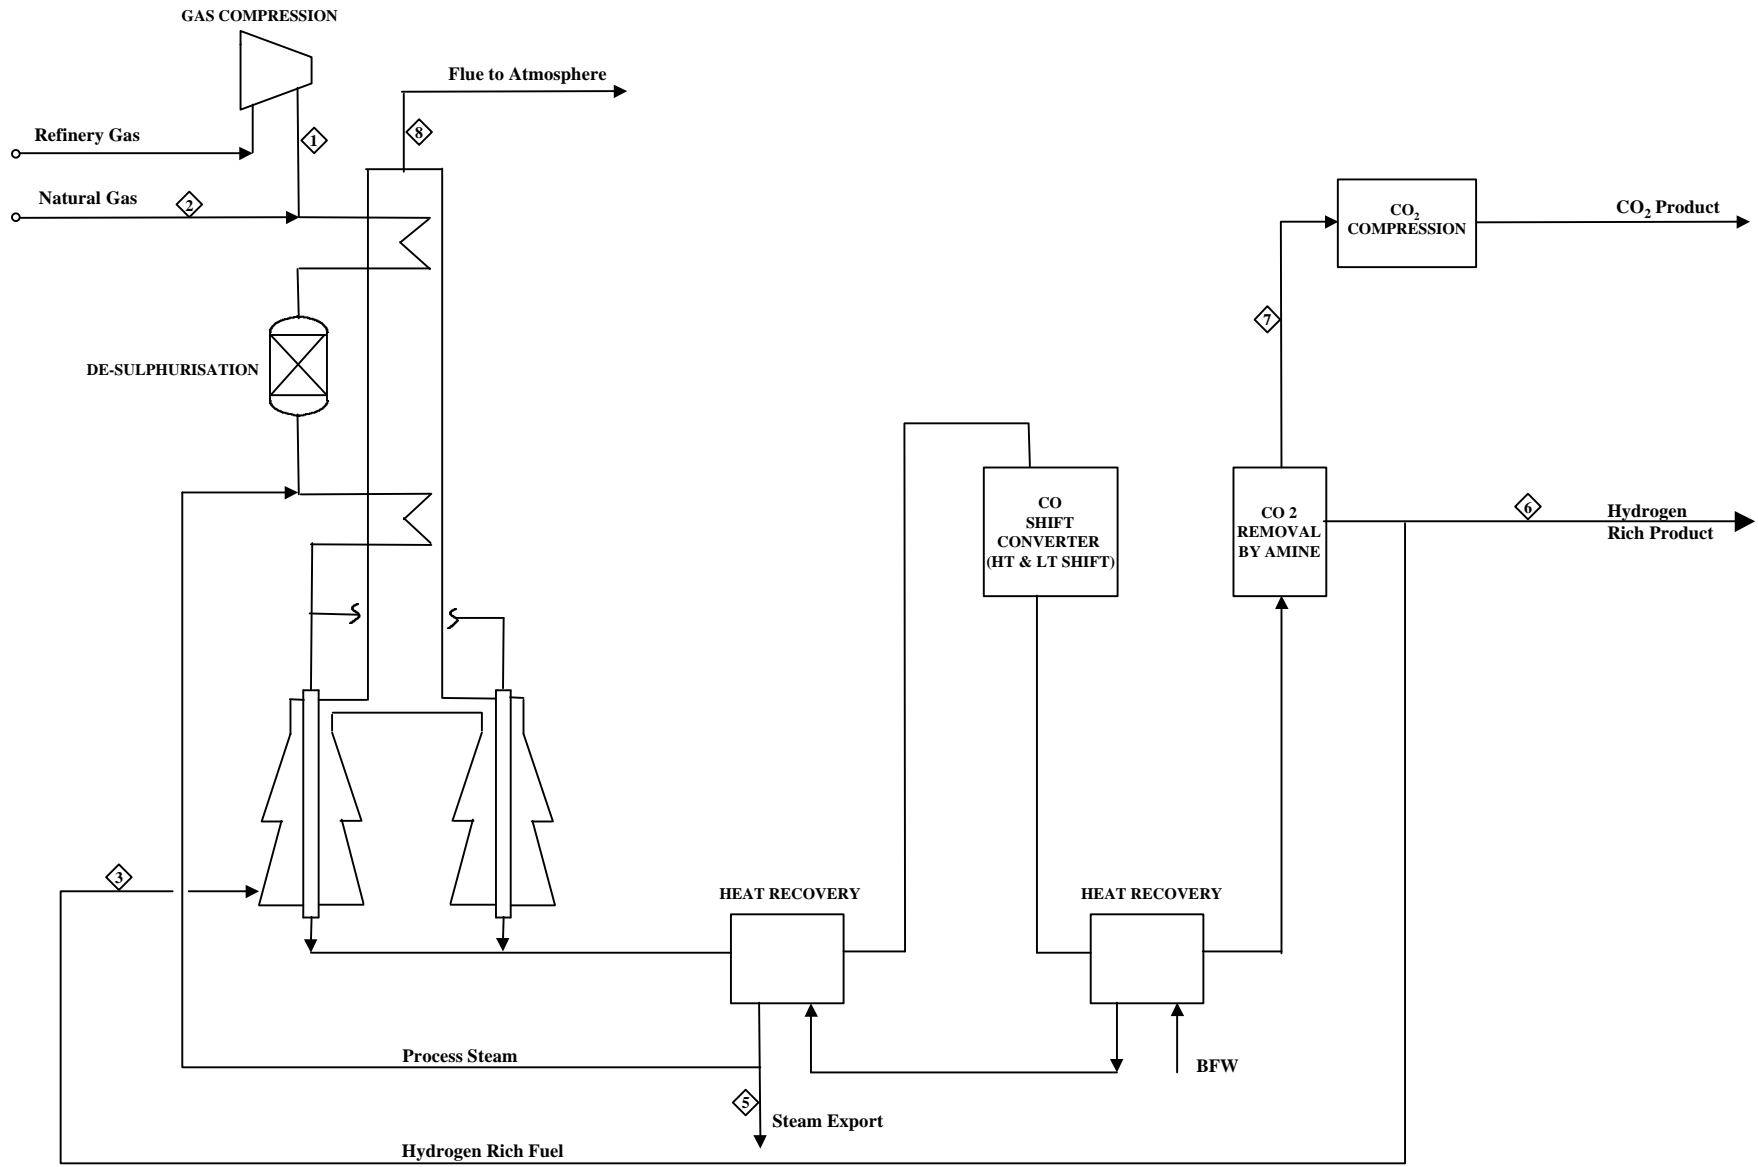 GAS COMPRESSION
Flue to Atmosphere
8
Refinery Gas
1
Natural Gas
2
CO2
COMPRESSION
CO2 Product
7
DE-SULPHURISATION
CO
SHIFT
CONVERTER
(HT & LT SHIFT)
CO 2
REMOVAL
BY AMINE
6
Hydrogen
Rich Product
3
HEAT RECOVERY
HEAT RECOVERY
Process Steam
BFW
5
Steam Export
Hydrogen Rich Fuel